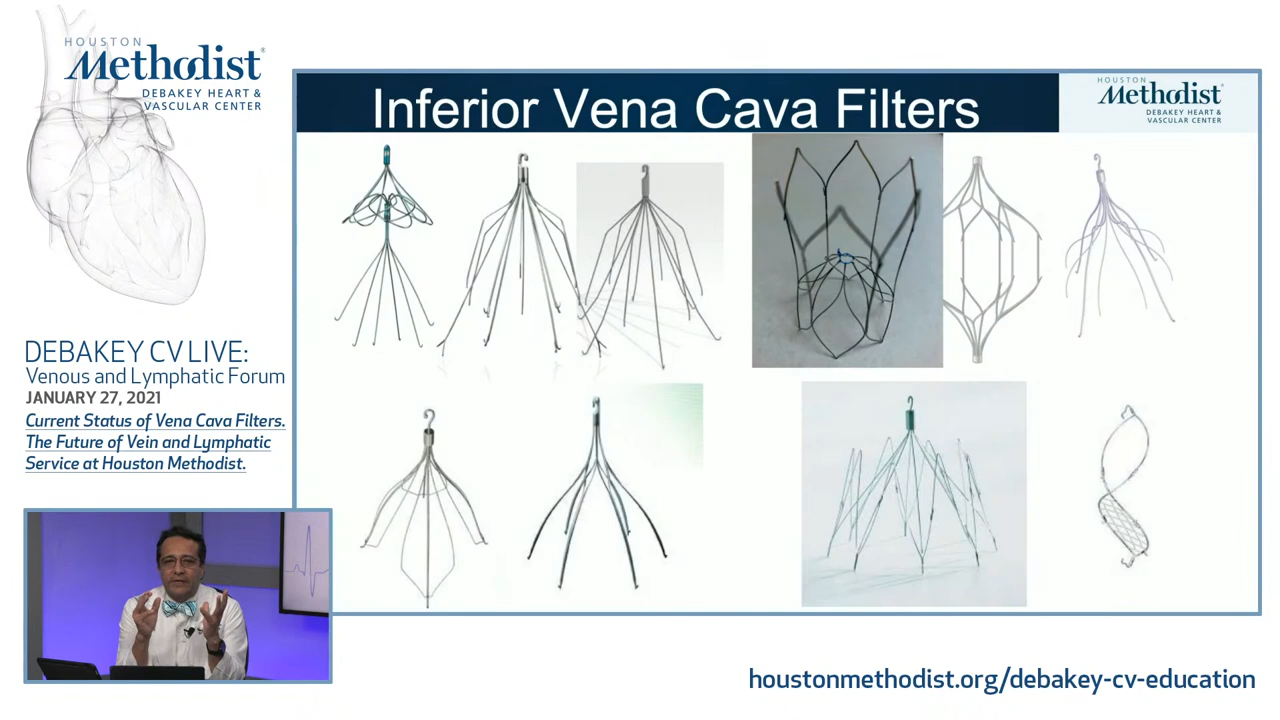 HOUSTON
Methodist®
DEBAKEY HEART &
VASCULAR CENTER
Inferior Vena Cava Filters
HOUSTON
Methodist®
DEBAKEY HEART &
VASCULAR CENTER
DEBAKEY CV LIVE:
Venous and Lymphatic Forum
JANUARY 27, 2021
Current Status of Vena Cava Filters.
The Future of Vein and Lymphatic
Service at Houston Methodist.
houstonmethodist.org/debakey-cv-education